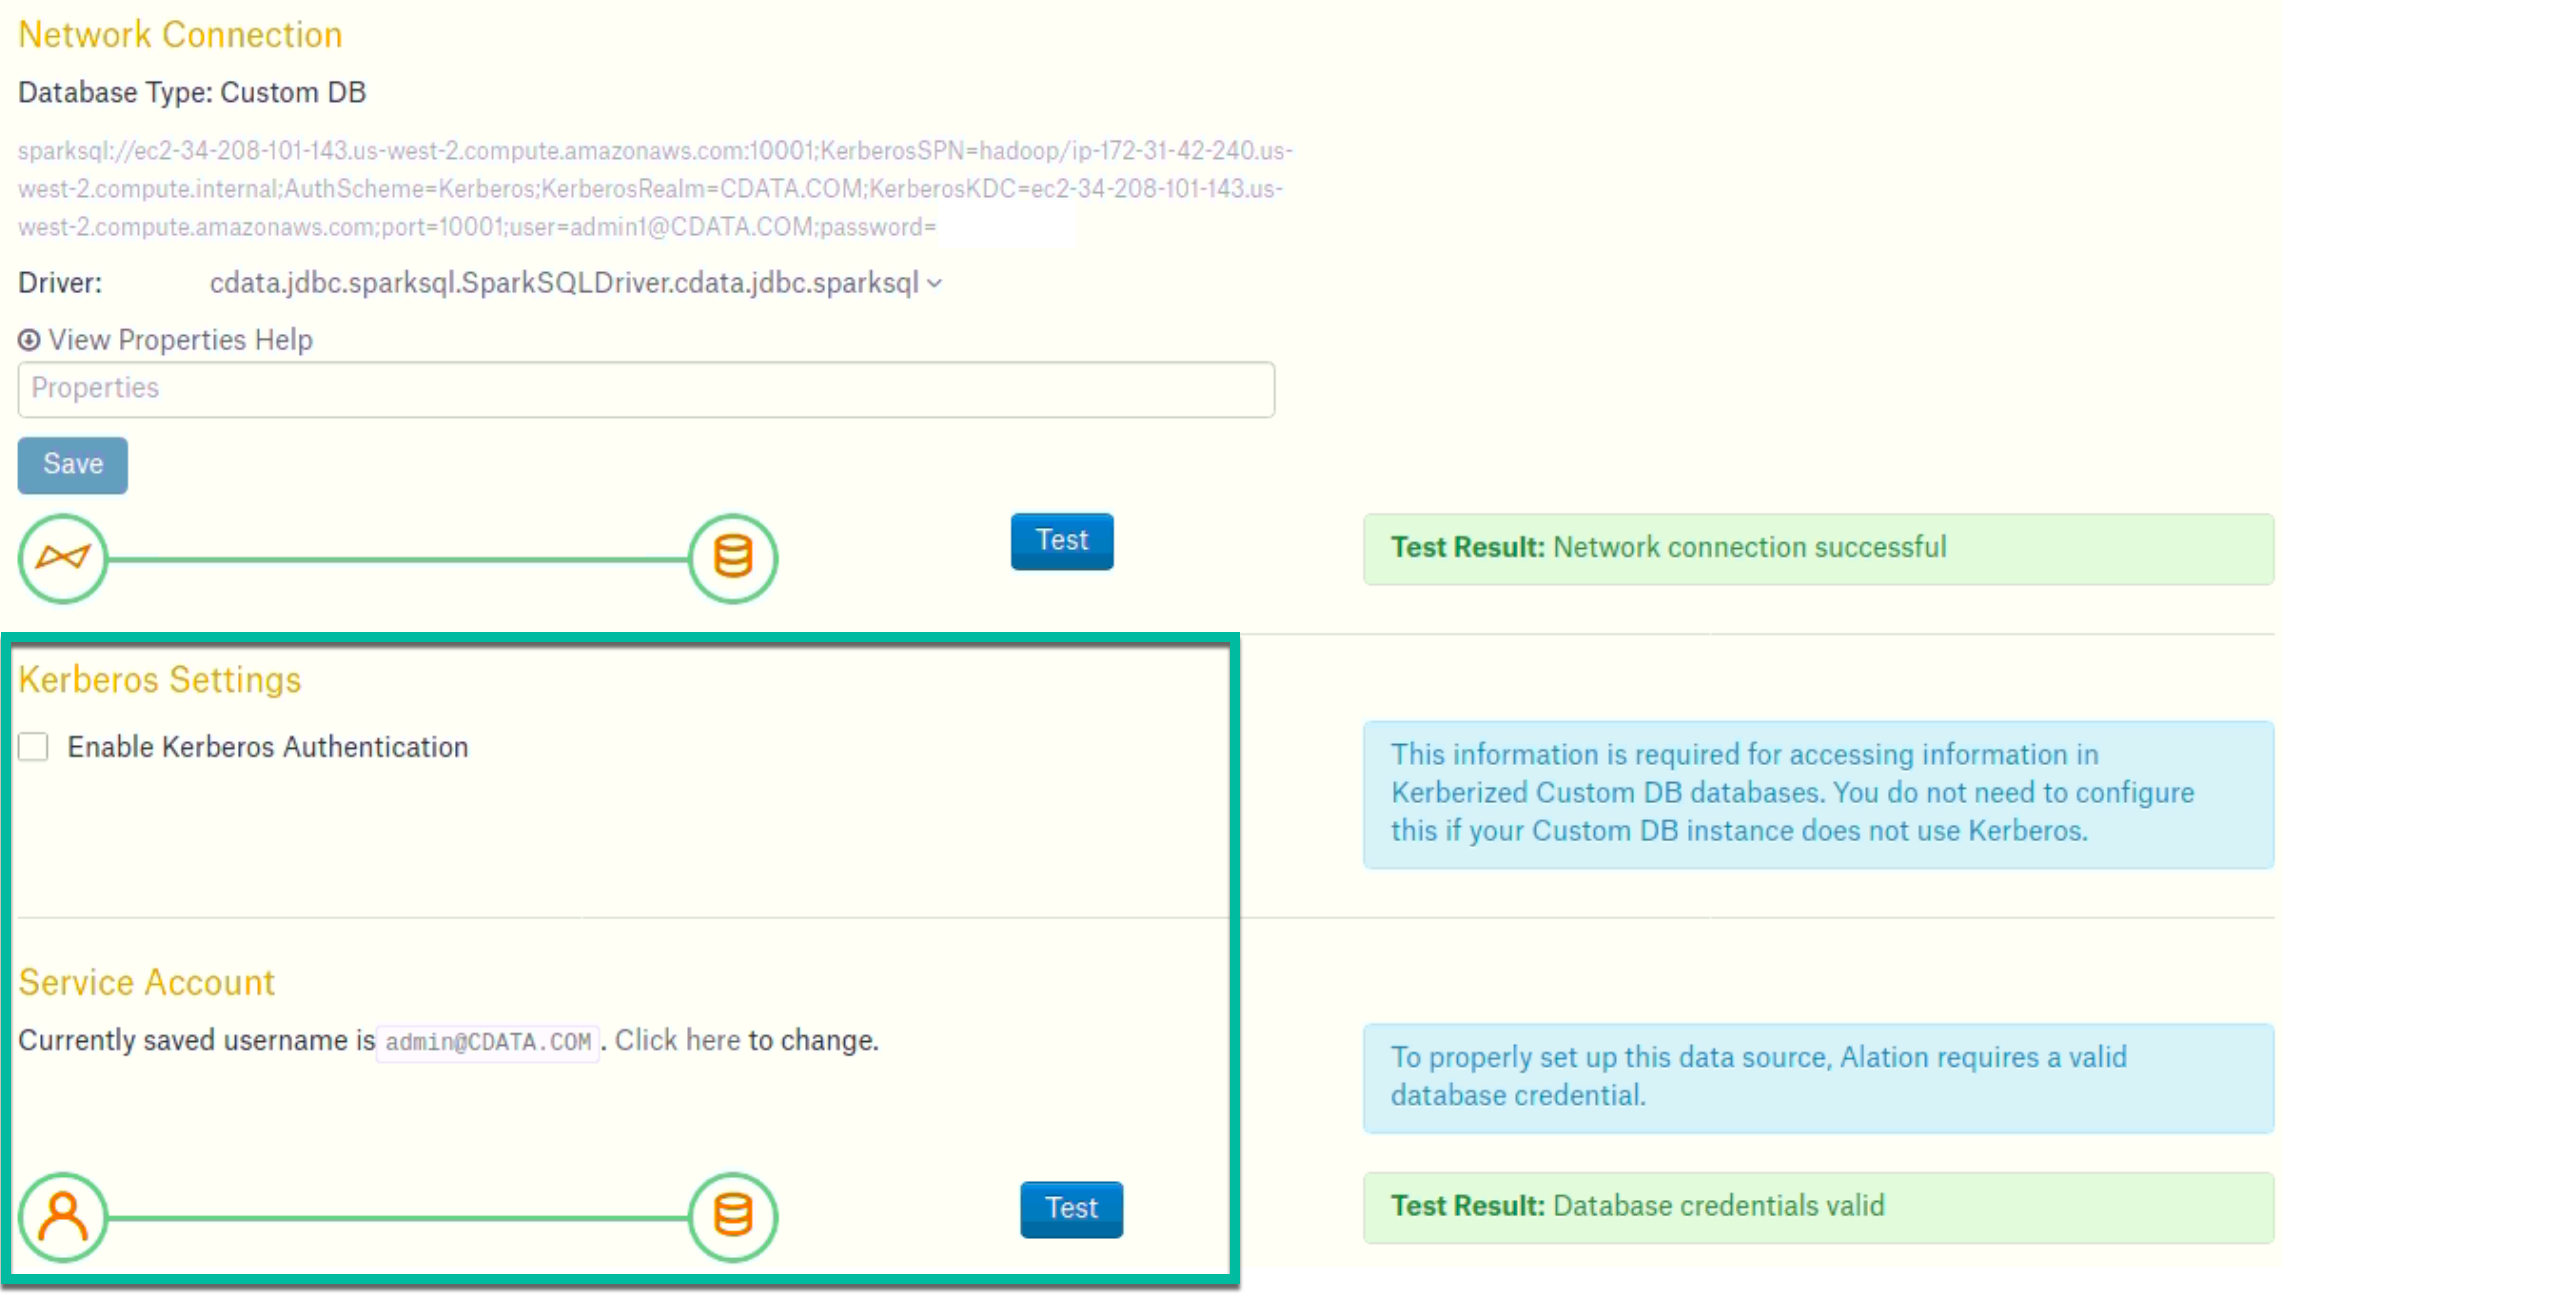 Network Connection
Database Type: Custom DB
sparksql://ec2-34-208-101-143.us-west-2.compute.amazonaws.com:10001;KerberosSPN=hadoop/ip-172-31-42-240.us-
west-2.compute.internal;AuthScheme=Kerberos;KerberosRealm=CDATA.COM;KerberosKDC=ec2-34-208-101-143.us-
west-2.compute.amazonaws.com;port=10001;user=admin1@CDATA.COM;password=
Driver: cdata.jdbc.sparksql.SparkSQLDriver.cdata.jdbc.sparksql
View Properties Help
Properties
Save
Test
Test Result: Network connection successful
Kerberos Settings
Enable Kerberos Authentication
This information is required for accessing information in
Kerberized Custom DB databases. You do not need to configure
this if your Custom DB instance does not use Kerberos.
Service Account
Currently saved username is admin@CDATA.COM . Click here to change.
To properly set up this data source, Alation requires a valid
database credential.
Test
Test Result: Database credentials valid